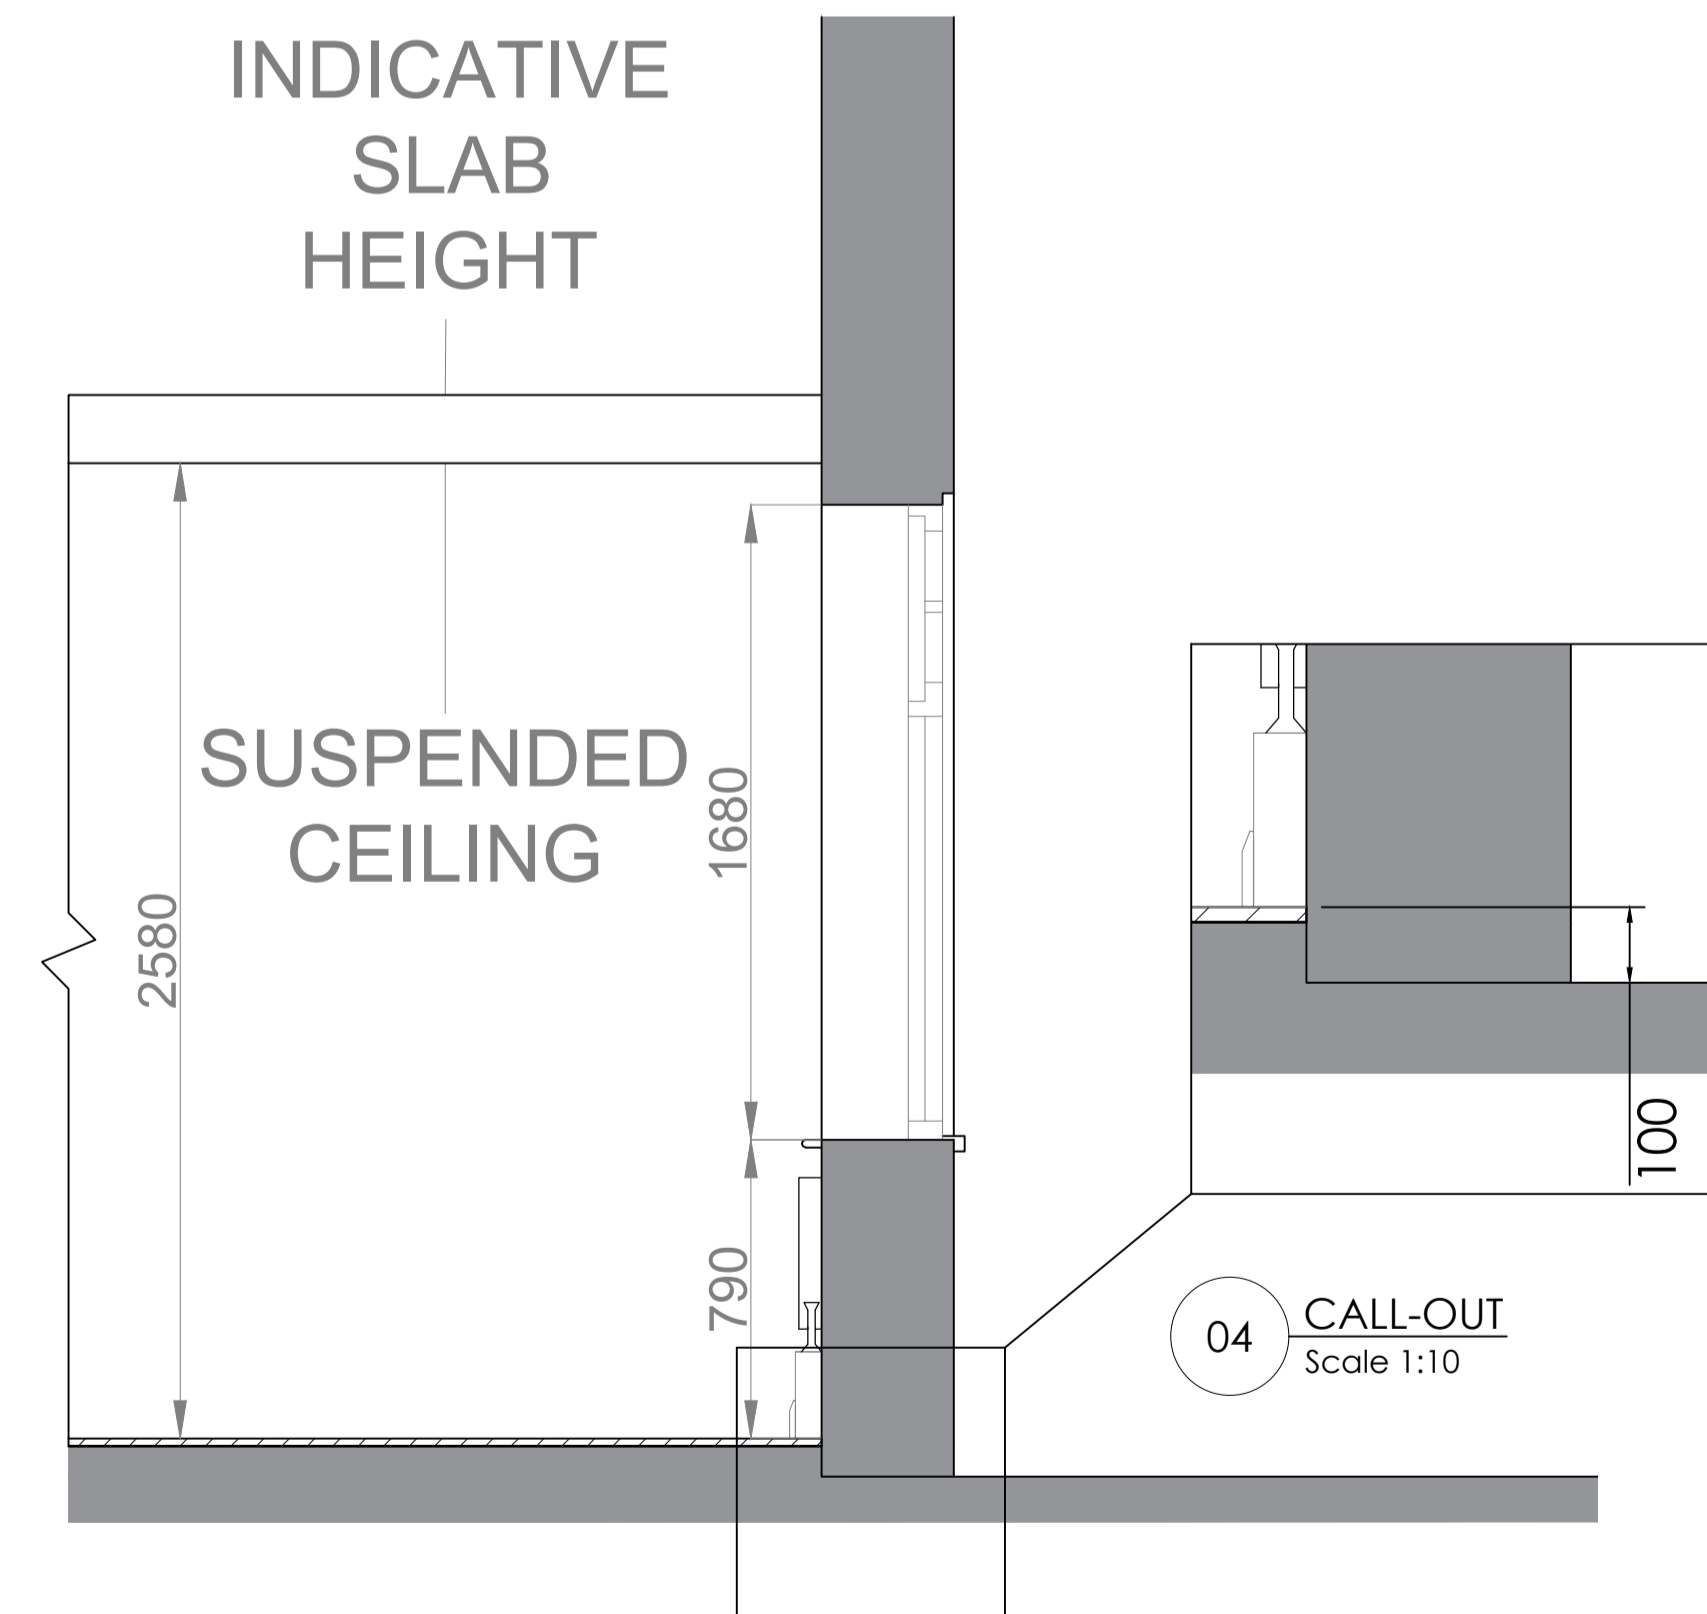 INDICATIVE
SLAB
HEIGHT
SUSPENDED
CEILING
2580
1680
790
100
04
CALL-OUT
Scale 1:10